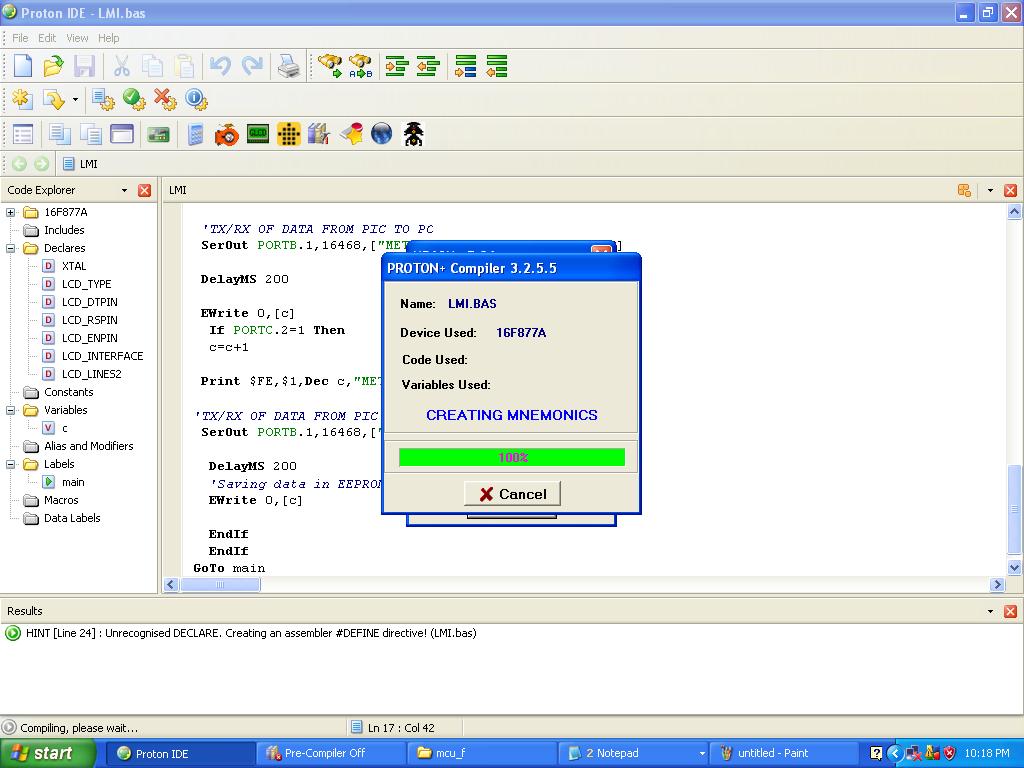 Proton IDE - LMI.bas
File Edit View Help
A→B
LMI
Code Explorer
LMI
16F877A
Includes
Declares
XTAL
LCD_TYPE
LCD_DTPIN
LCD_RSPIN
LCD_ENPIN
LCD_INTERFACE
LCD_LINES2
Constants
Variables
c
Alias and Modifiers
Labels
main
Macros
Data Labels
'TX/RX OF DATA FROM PIC TO PC
SerOut PORTB.1,16468,["MET ]
DelayMS 200
EWrite 0,[c]
If PORTC.2=1 Then
c=c+1
Print $FE,$1,Dec c,"MET
'TX/RX OF DATA FROM PIC
SerOut PORTB.1,16468,["
DelayMS 200
'Saving data in EEPROM
EWrite 0,[c]
EndIf
EndIf
GoTo main
PROTON+ Compiler 3.2.5.5
Name: LMI.BAS
Device Used: 16F877A
Code Used:
Variables Used:
CREATING MNEMONICS
100%
Cancel
Results
HINT [Line 24] : Unrecognised DECLARE. Creating an assembler #DEFINE directive! (LMI.bas)
Compiling, please wait...
Ln 17 : Col 42
start
Proton IDE
Pre-Compiler Off
mcu_f
2 Notepad
untitled - Paint
10:18 PM